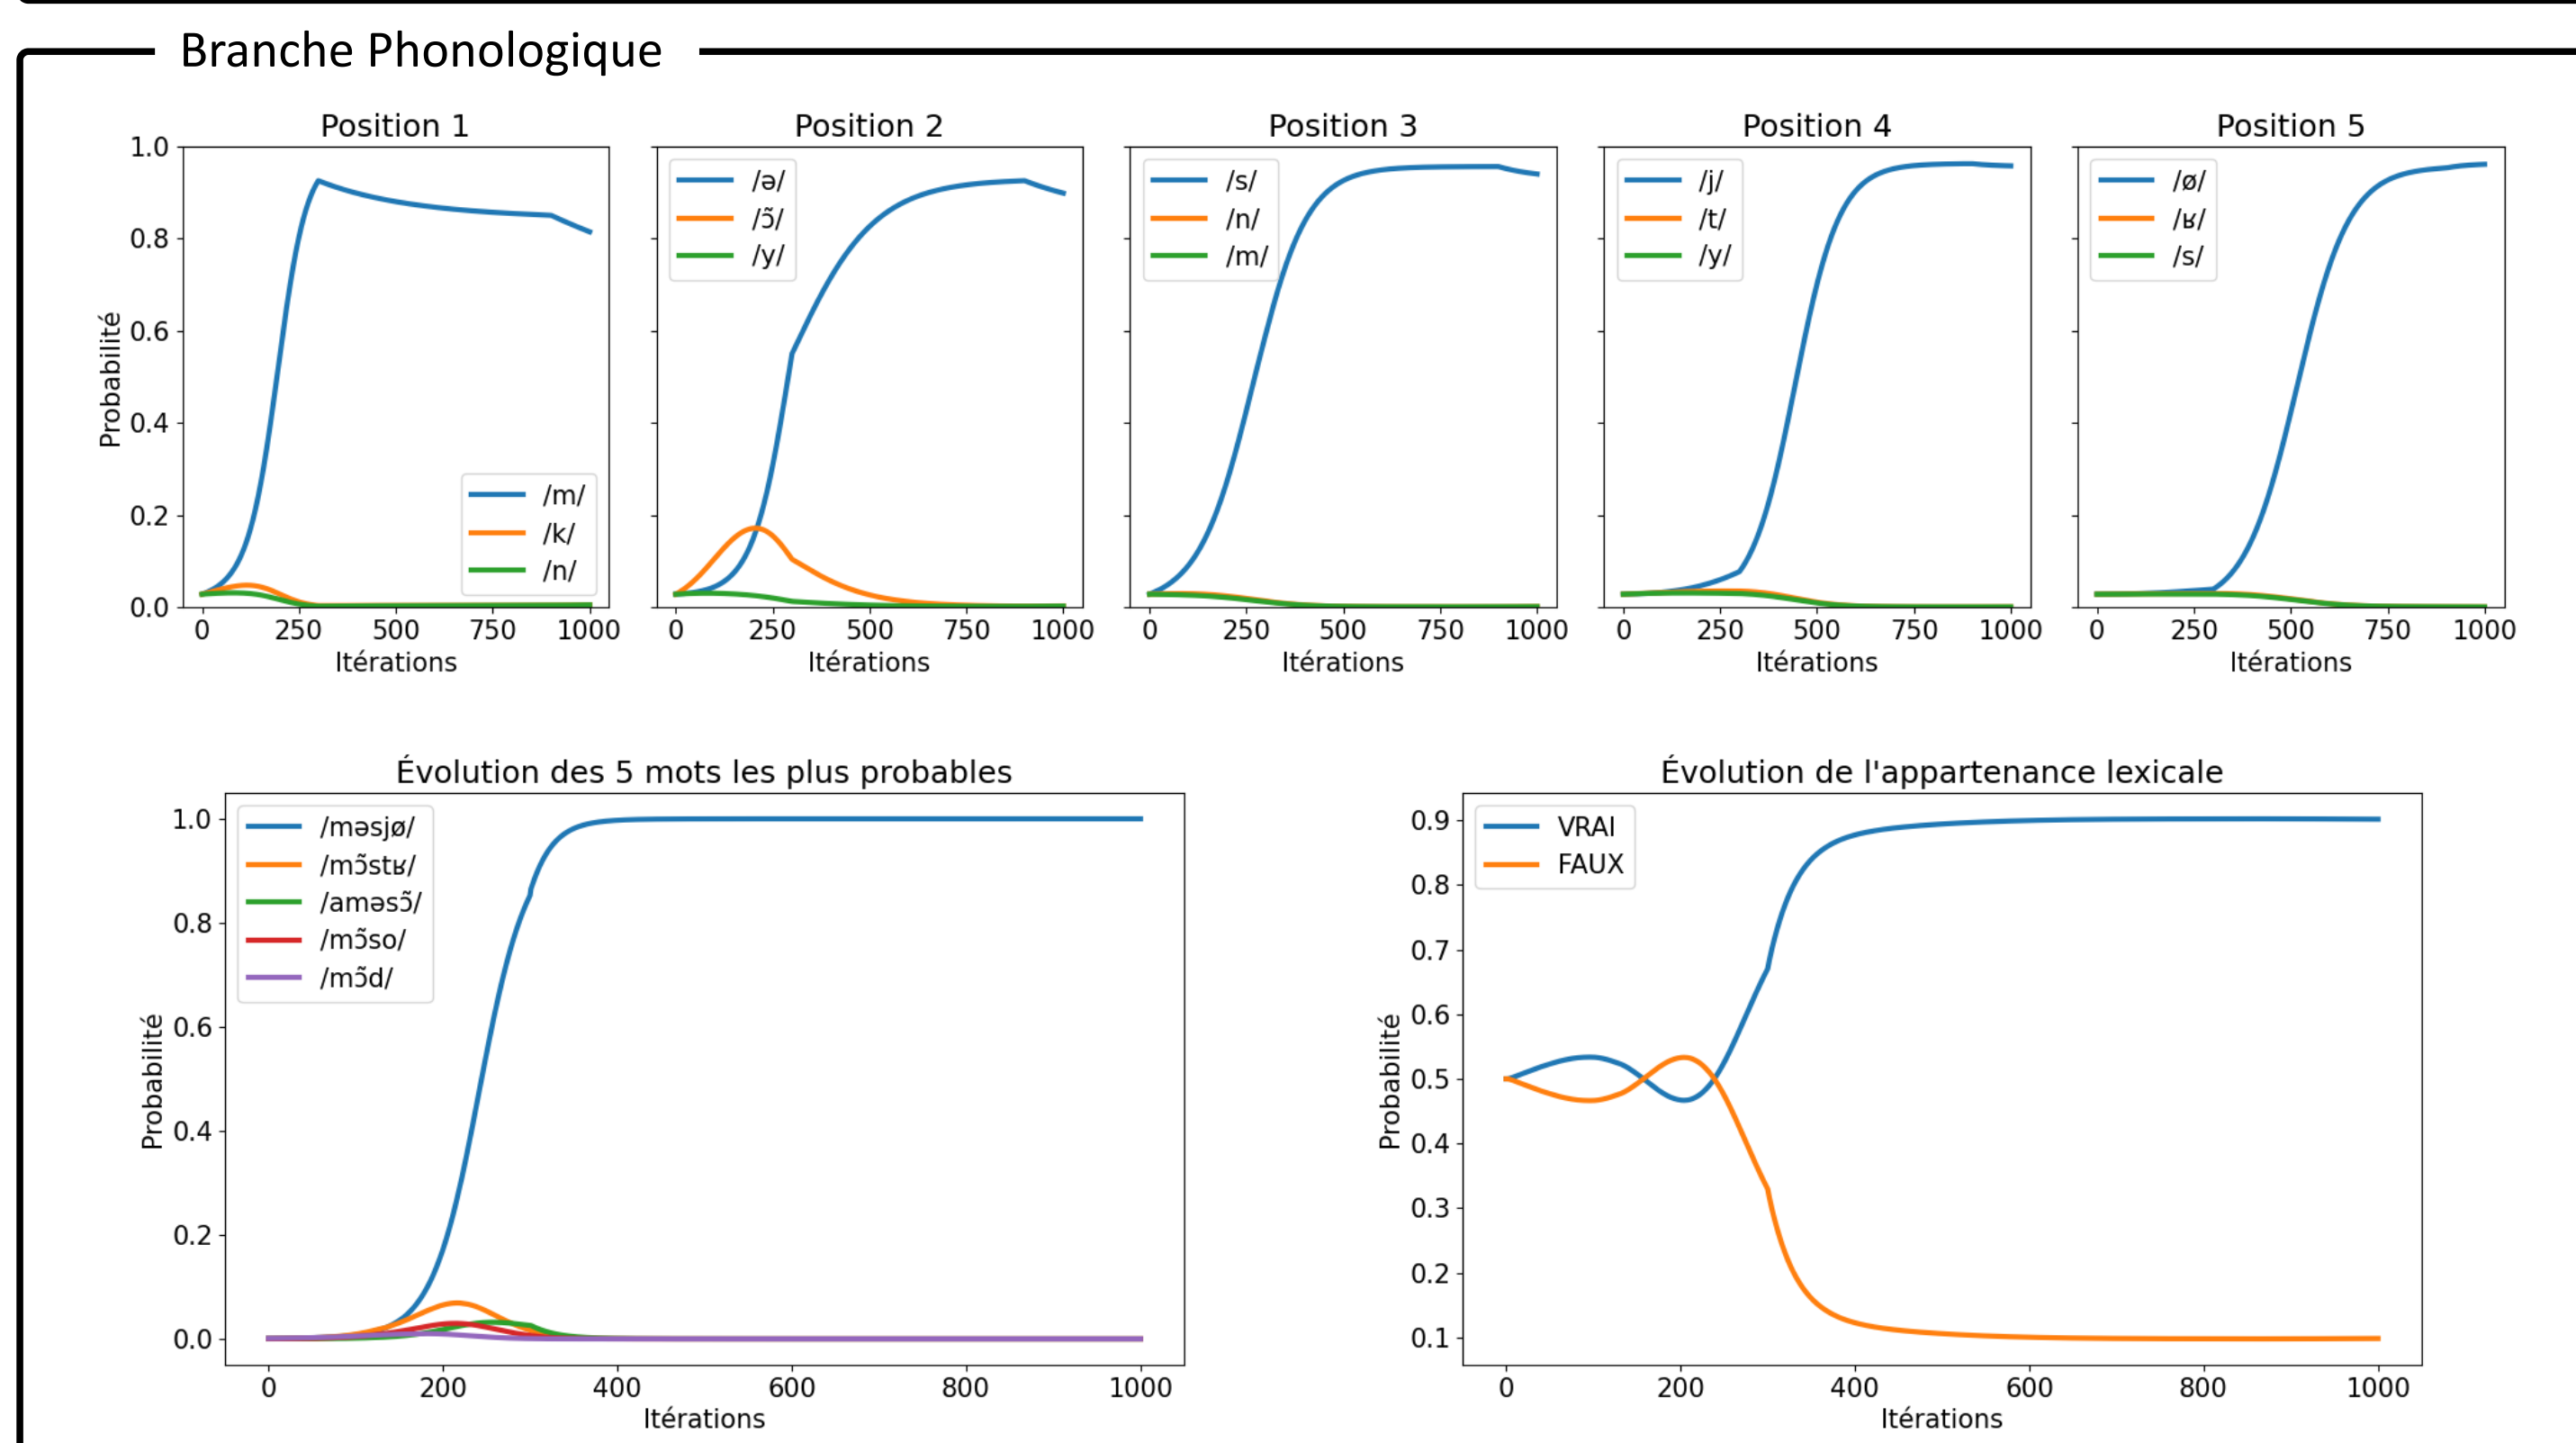 Branche Phonologique
Position 1 Position 2 Position 3 Position 4 Position 5
Probabilité
1.0
0.8
0.6
0.4
0.2
0.0
/m/
/k/
/n/
/ə/
/ɔ̃/
/y/
/s/
/n/
/m/
/j/
/t/
/y/
/ø/
/ʁ/
/s/
0 250 500 750 1000 0 250 500 750 1000 0 250 500 750 1000 0 250 500 750 1000 0 250 500 750 1000
Itérations Itérations Itérations Itérations Itérations
Évolution des 5 mots les plus probables
Probabilité
1.0
0.8
0.6
0.4
0.2
0.0
/məsjø/
/mɔ̃stʁ/
/aməsɔ̃/
/mɔ̃so/
/mɔ̃d/
0 200 400 600 800 1000
Itérations
Évolution de l'appartenance lexicale
Probabilité
0.9
0.8
0.7
0.6
0.5
0.4
0.3
0.2
0.1
VRAI
FAUX
0 200 400 600 800 1000
Itérations